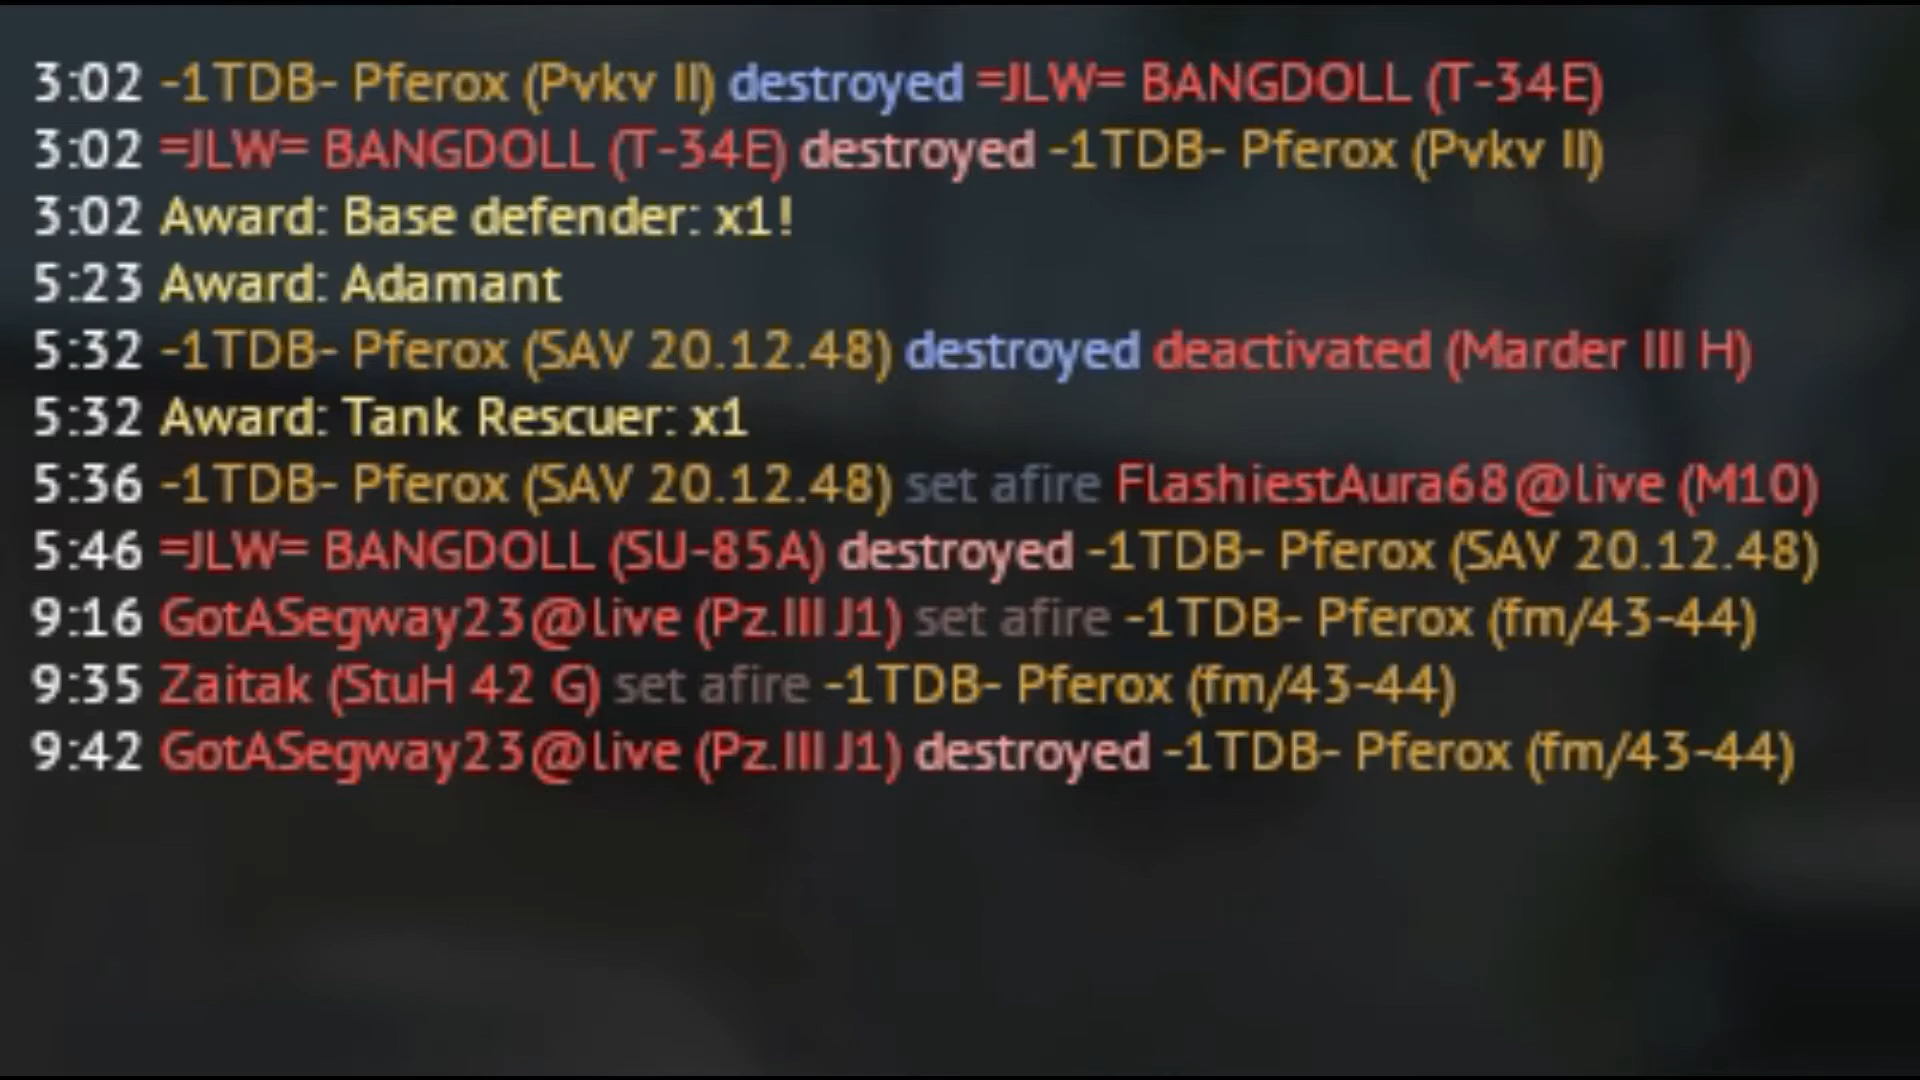 3:02 -1TDB- Pferox (Pvkv II) destroyed =JLW= BANGDOLL (T-34E)
3:02 =JLW= BANGDOLL (T-34E) destroyed -1TDB- Pferox (Pvkv II)
3:02 Award: Base defender: x1!
5:23 Award: Adamant
5:32 -1TDB- Pferox (SAV 20.12.48) destroyed deactivated (Marder III H)
5:32 Award: Tank Rescuer: x1
5:36 -1TDB- Pferox (SAV 20.12.48) set afire FlashiestAura68@live (M10)
5:46 =JLW= BANGDOLL (SU-85A) destroyed -1TDB- Pferox (SAV 20.12.48)
9:16 GotASegway23@live (Pz.III J1) set afire -1TDB- Pferox (fm/43-44)
9:35 Zaitak (StuH 42 G) set afire -1TDB- Pferox (fm/43-44)
9:42 GotASegway23@live (Pz.III J1) destroyed -1TDB- Pferox (fm/43-44)